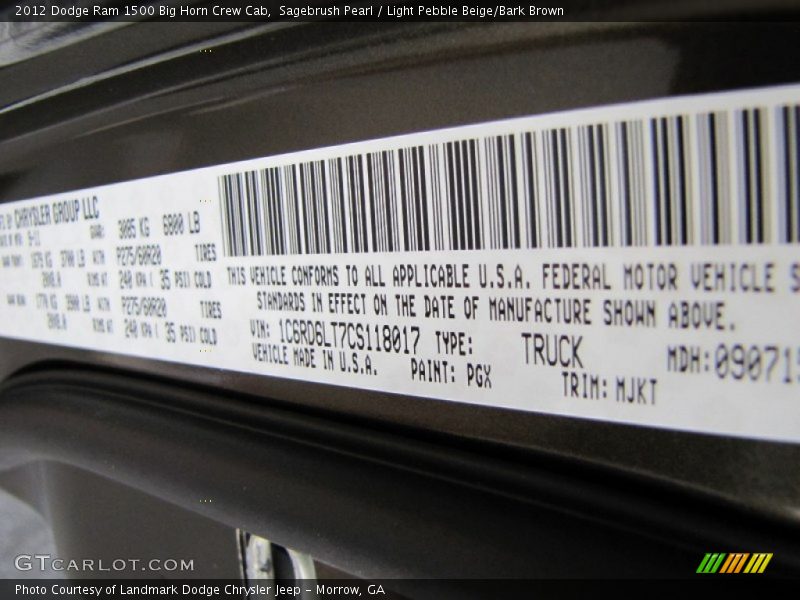 2012 Dodge Ram 1500 Big Horn Crew Cab, Sagebrush Pearl / Light Pebble Beige/Bark Brown
BY CHRYSLER GROUP LLC
3085 KG 6800 LB
P275/60R20 TIRES
240 KPA / 35 PSI COLD
P275/60R20 TIRES
240 KPA / 35 PSI COLD
THIS VEHICLE CONFORMS TO ALL APPLICABLE U.S.A. FEDERAL MOTOR VEHICLE S
STANDARDS IN EFFECT ON THE DATE OF MANUFACTURE SHOWN ABOVE.
VIN: 1C6RD6LT7CS118017 TYPE: TRUCK MDH: 090715
VEHICLE MADE IN U.S.A. PAINT: PGX TRIM: MJKT
GTCARLOT.COM
Photo Courtesy of Landmark Dodge Chrysler Jeep - Morrow, GA